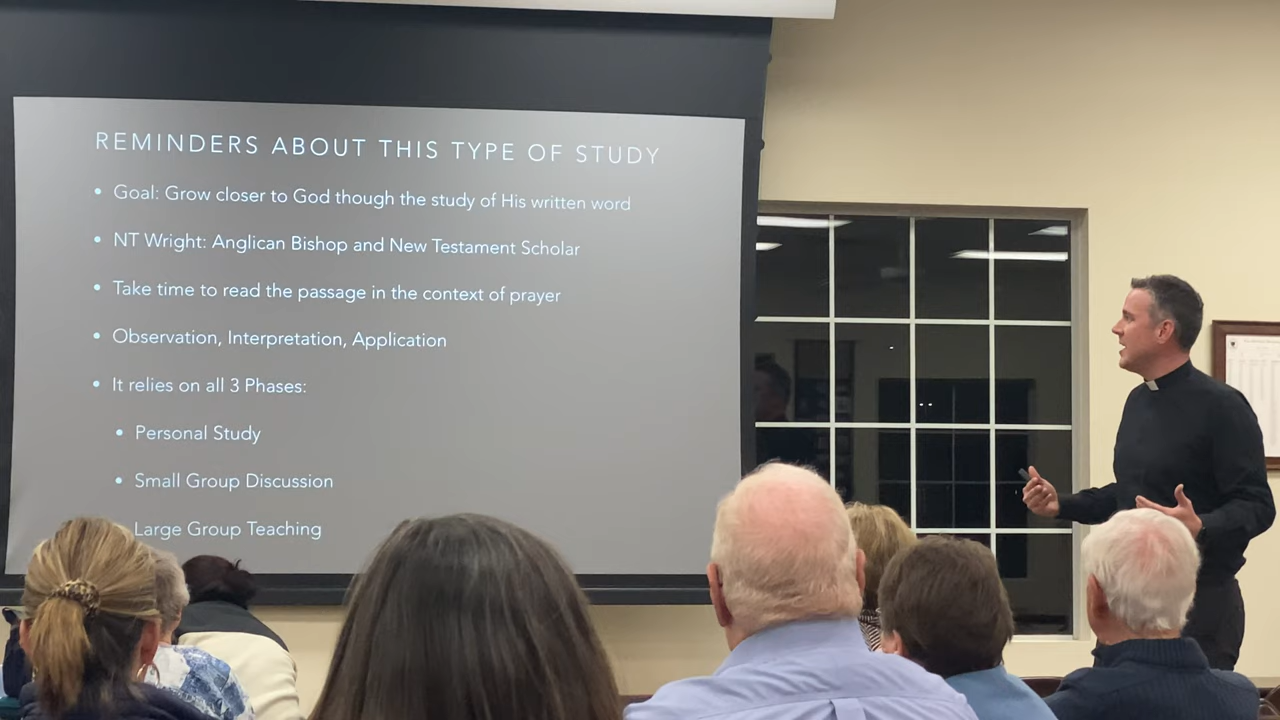 REMINDERS ABOUT THIS TYPE OF STUDY
• Goal: Grow closer to God though the study of His written word
• NT Wright: Anglican Bishop and New Testament Scholar
• Take time to read the passage in the context of prayer
• Observation, Interpretation, Application
• It relies on all 3 Phases:
• Personal Study
• Small Group Discussion
Large Group Teaching